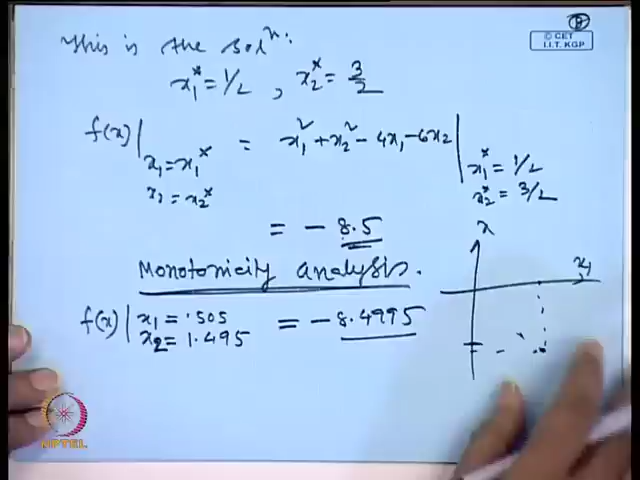 8
© CET
I.I.T. KGP
This is the solⁿ:
x₁* = 1/2 , x₂* = 3/2
f(x)| x₁=x₁* x₂=x₂* = x₁² + x₂² - 4x₁ - 6x₂ | x₁* = 1/2 x₂* = 3/2
= - 8.5
Monotonicity analysis.
f(x)| x₁ = .505 x₂ = 1.495 = - 8.4995
x
x₁
NPTEL